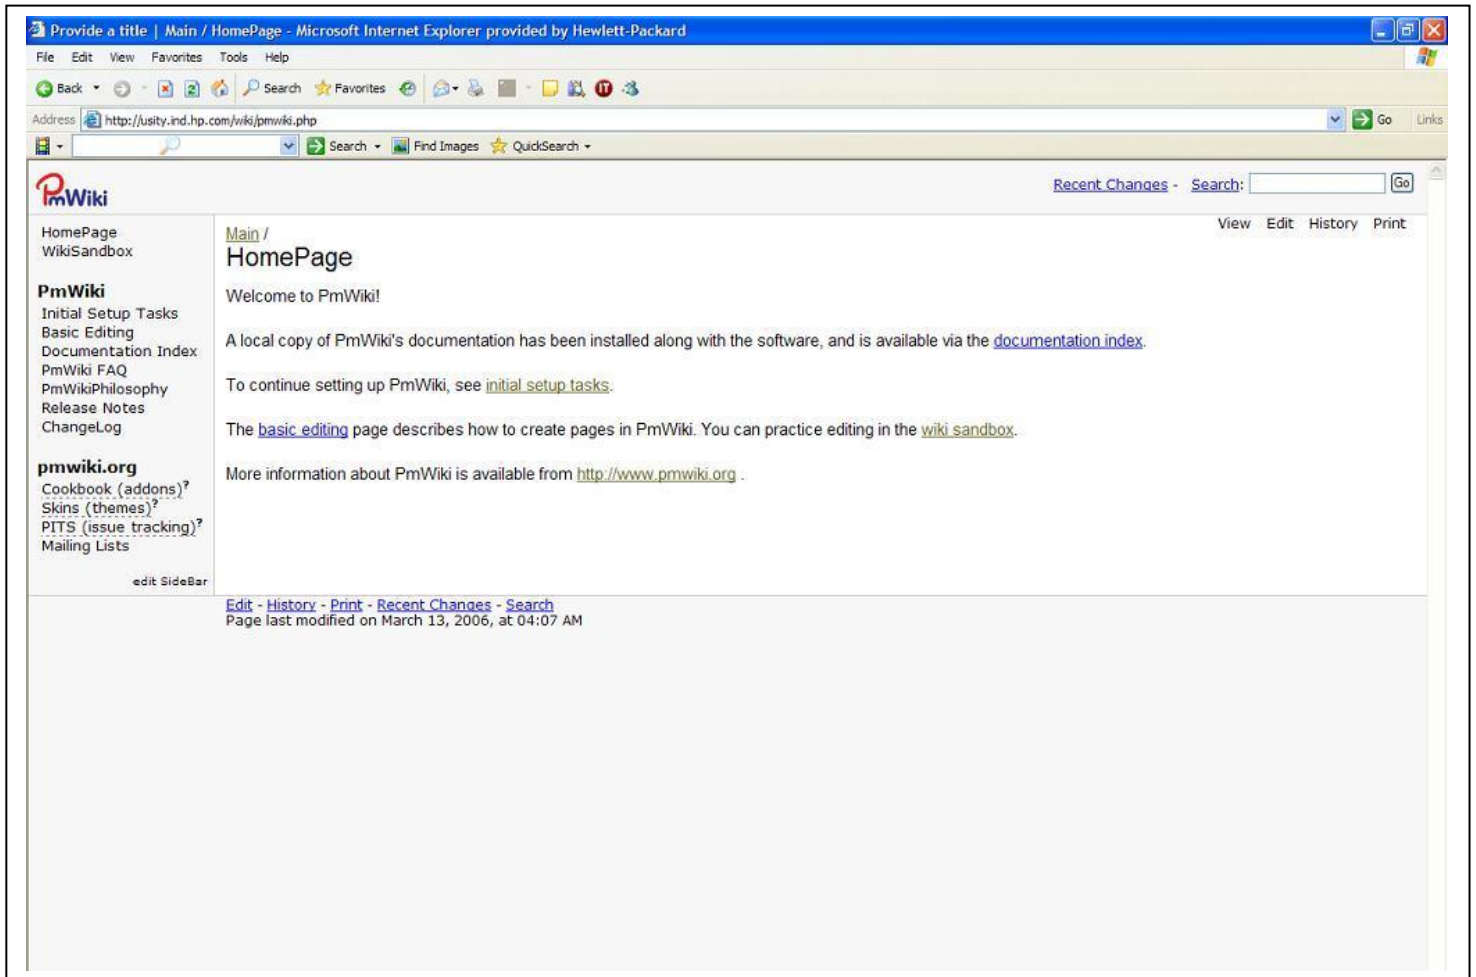 Provide a title | Main / HomePage - Microsoft Internet Explorer provided by Hewlett-Packard
File Edit View Favorites Tools Help
Back Search Favorites
Address http://usity.ind.hp.com/wiki/pmwiki.php Go Links
Search Find Images QuickSearch
PmWiki
Recent Changes - Search: Go
View Edit History Print
HomePage
WikiSandbox
PmWiki
Initial Setup Tasks
Basic Editing
Documentation Index
PmWiki FAQ
PmWikiPhilosophy
Release Notes
ChangeLog
pmwiki.org
Cookbook (addons)?
Skins (themes)?
PITS (issue tracking)?
Mailing Lists
edit SideBar
Main /
HomePage
Welcome to PmWiki!
A local copy of PmWiki's documentation has been installed along with the software, and is available via the documentation index.
To continue setting up PmWiki, see initial setup tasks.
The basic editing page describes how to create pages in PmWiki. You can practice editing in the wiki sandbox.
More information about PmWiki is available from http://www.pmwiki.org .
Edit - History - Print - Recent Changes - Search
Page last modified on March 13, 2006, at 04:07 AM